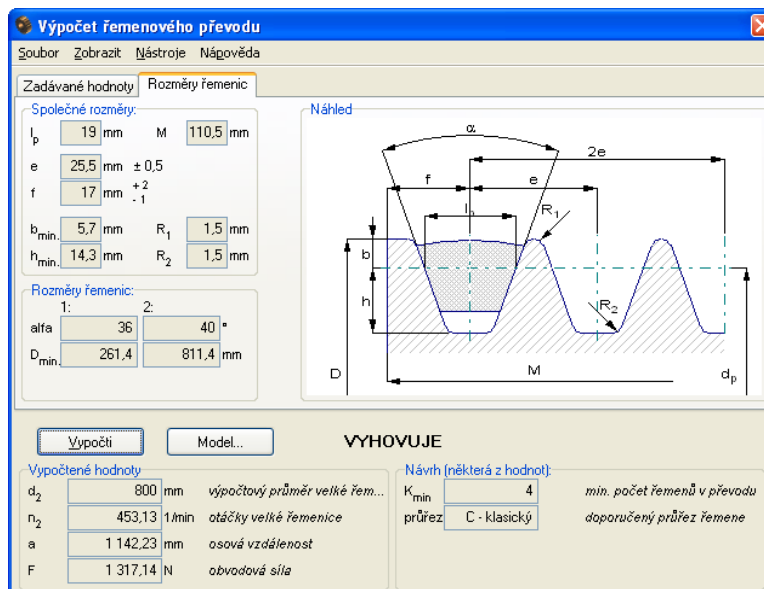 Výpočet řemenového převodu
Soubor Zobrazit Nástroje Nápověda
Zadávané hodnoty Rozměry řemenic
Společné rozměry:
lp 19 mm M 110,5 mm
e 25,5 mm ± 0,5
f 17 mm + 2 - 1
bmin. 5,7 mm R1 1,5 mm
hmin. 14,3 mm R2 1,5 mm
Rozměry řemenic:
1: 2:
alfa 36 40 °
Dmin. 261,4 811,4 mm
Náhled
α
2e
f e
lp R1
b
h R2
D M dp
Vypočti Model... VYHOVUJE
Vypočtené hodnoty
d2 800 mm výpočtový průměr velké řem...
n2 453,13 1/min otáčky velké řemenice
a 1 142,23 mm osová vzdálenost
F 1 317,14 N obvodová síla
Návrh (některá z hodnot):
Kmin 4 min. počet řemenů v převodu
průřez C - klasický doporučený průřez řemene